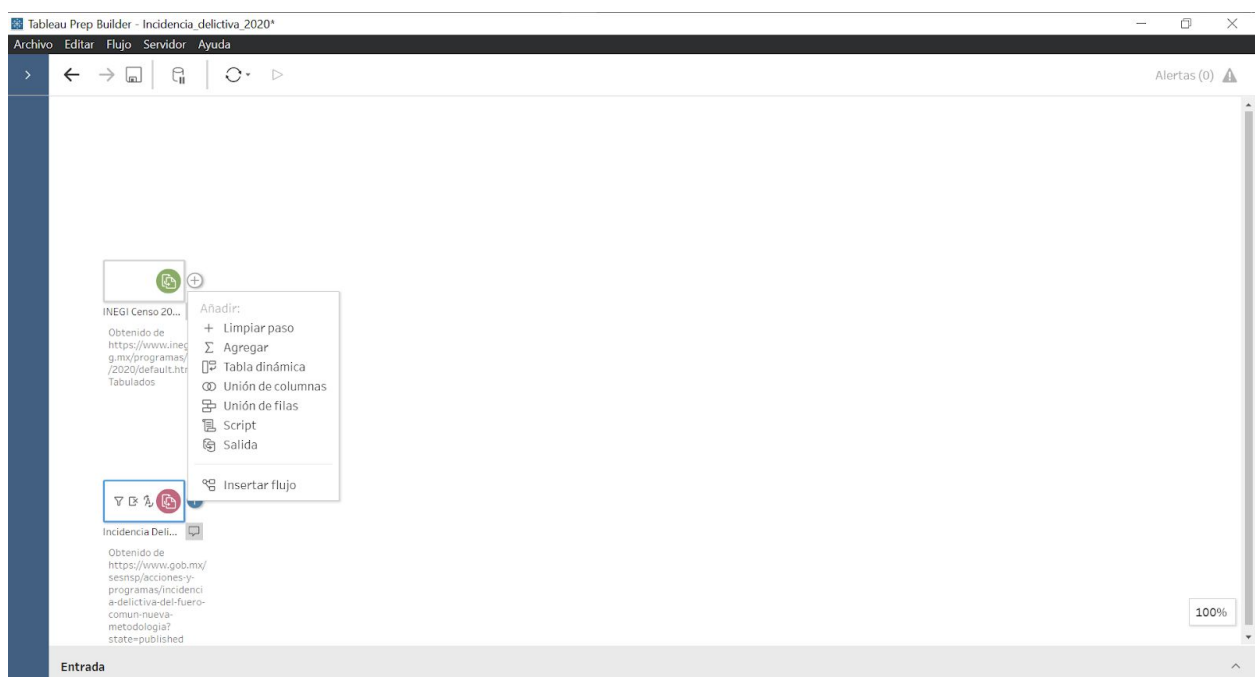 Tableau Prep Builder - Incidencia_delictiva_2020*
Archivo Editar Flujo Servidor Ayuda
Alertas (0)
INEGI Censo 20...
Obtenido de
https://www.ineg
g.mx/programas/
/2020/default.htr
Tabulados
Añadir:
Limpiar paso
Agregar
Tabla dinámica
Unión de columnas
Unión de filas
Script
Salida
Insertar flujo
Incidencia Deli...
Obtenido de
https://www.gob.mx/
sesnsp/acciones-y-
programas/incidenci
a-delictiva-del-fuero-
comun-nueva-
metodologia?
state=published
100%
Entrada